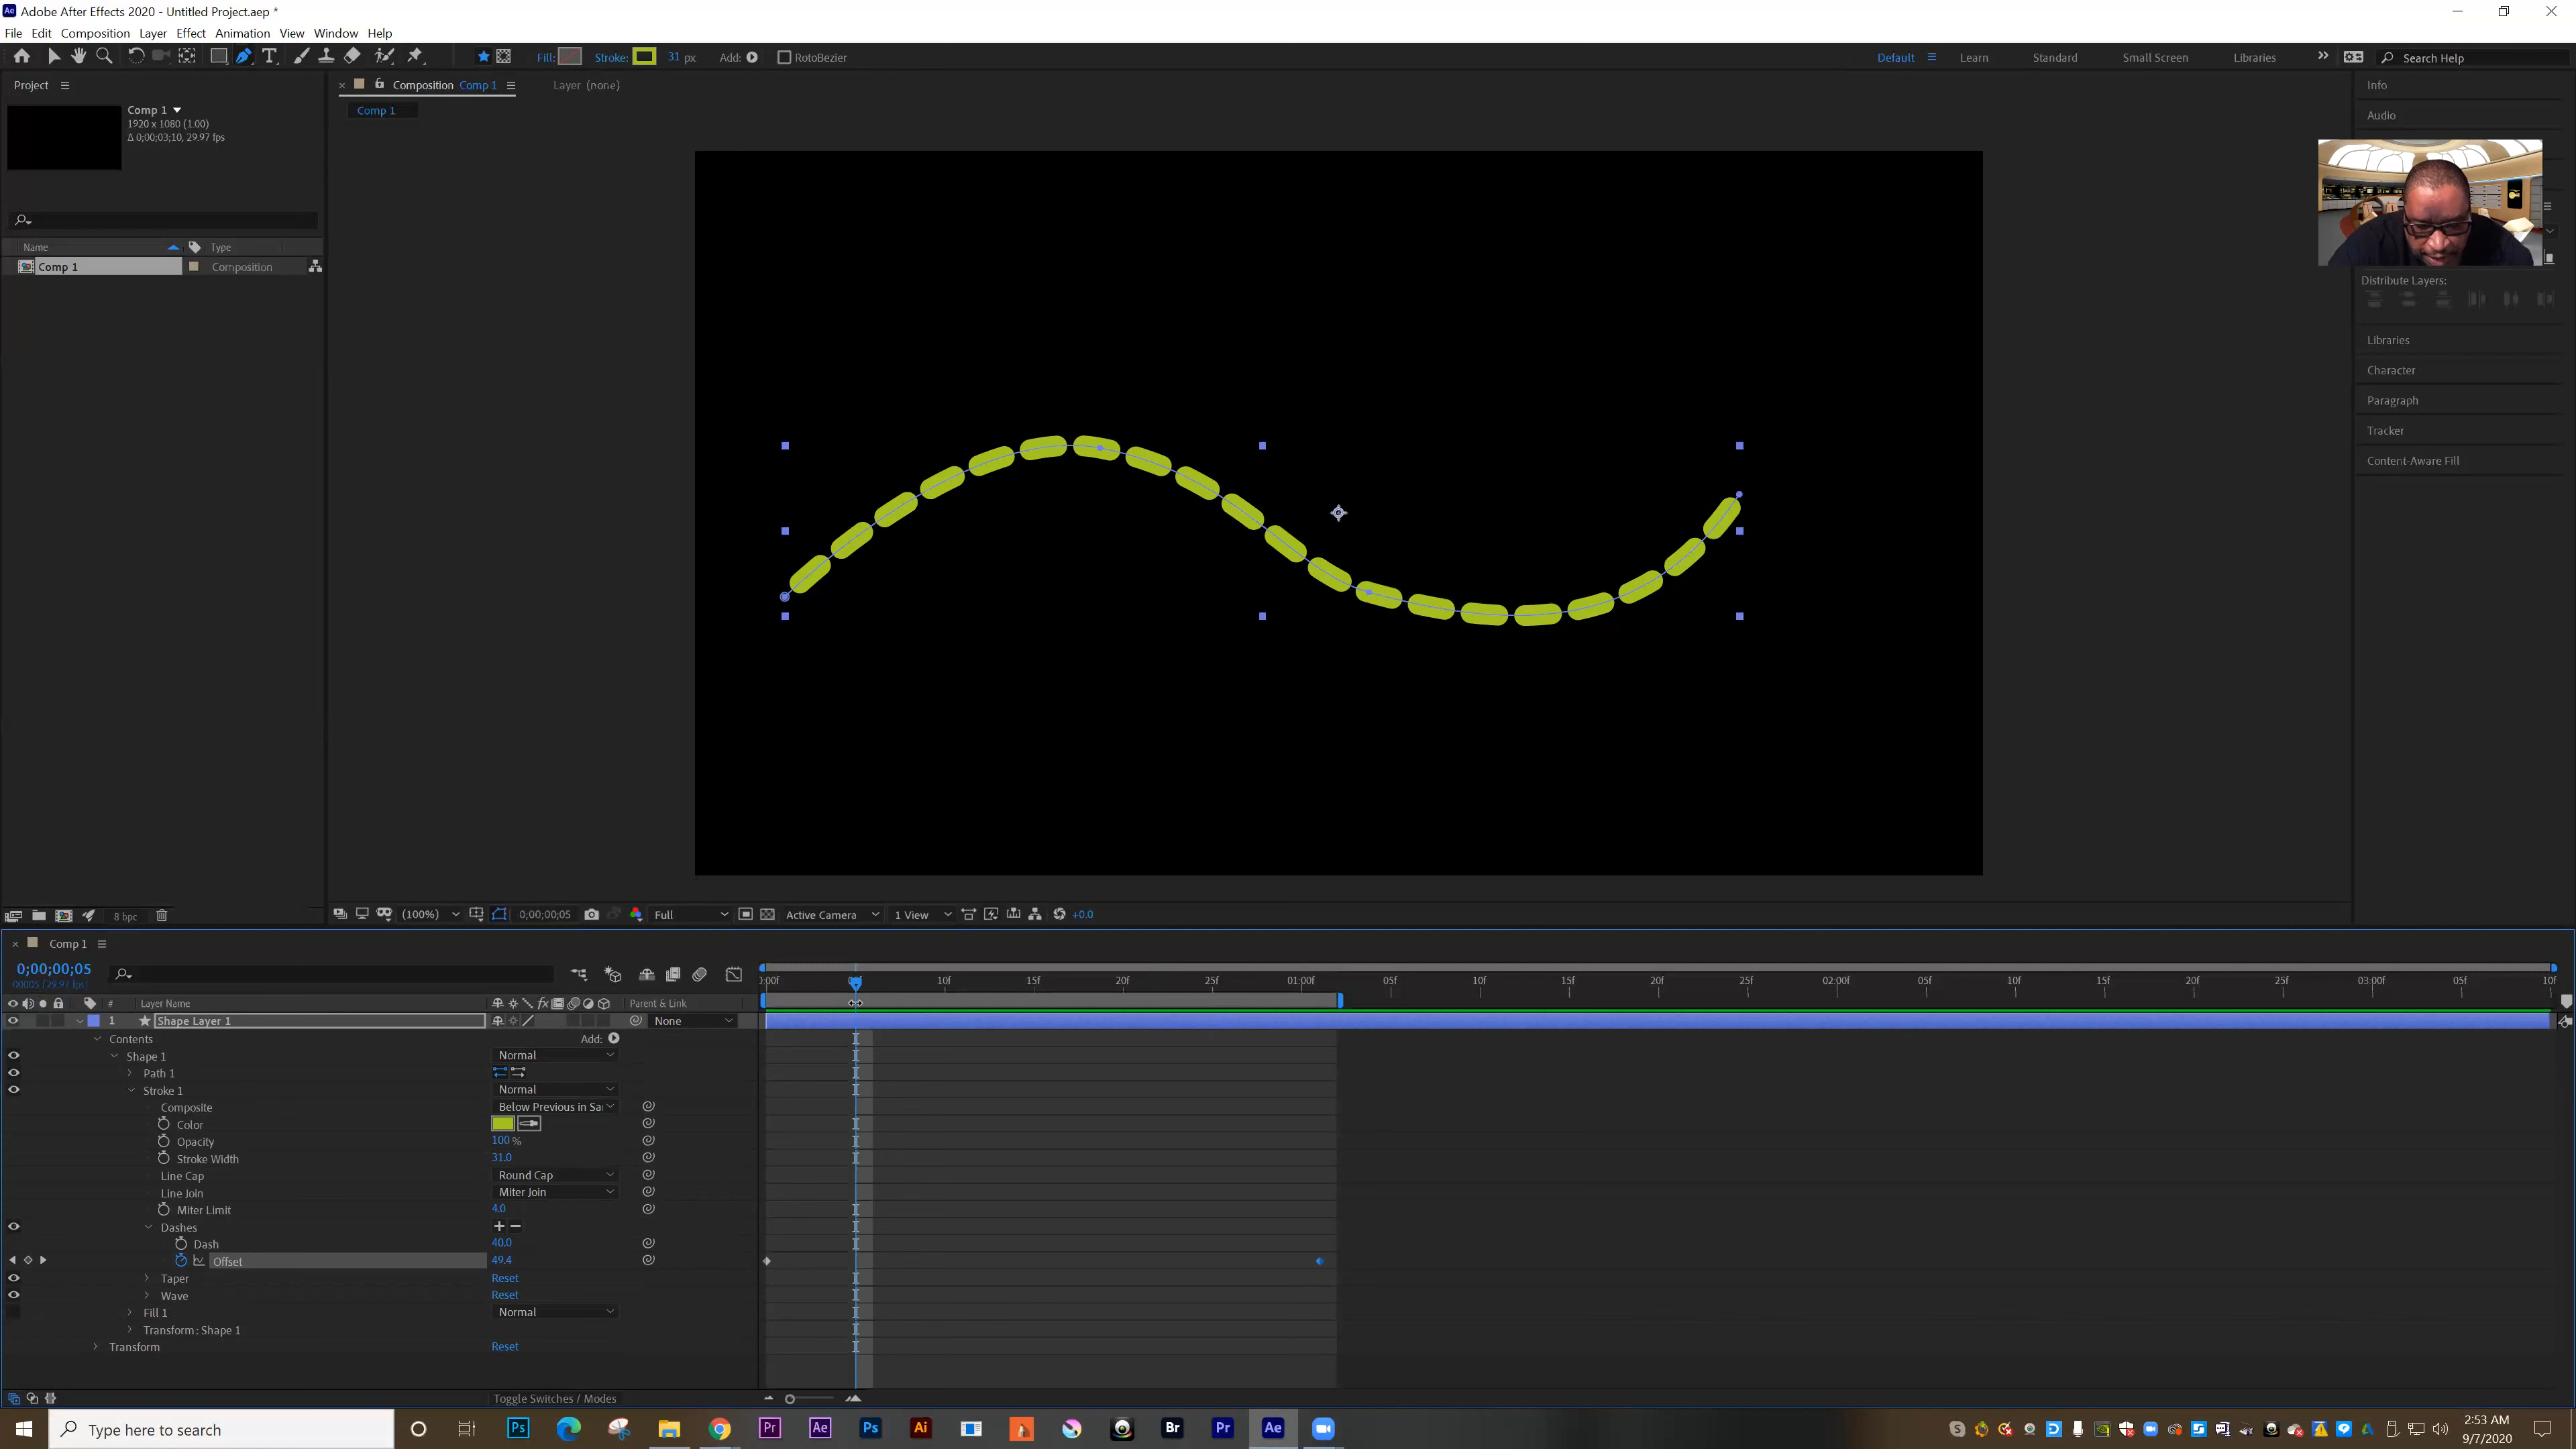 Adobe After Effects 2020 - Untitled Project.aep *
File Edit Composition Layer Effect Animation View Window Help
Fill: Stroke: 31 px Add: RotoBezier Default Learn Standard Small Screen Libraries Search Help
Project
Composition Comp 1 Layer (none)
Comp 1
Comp 1
1920 x 1080 (1.00)
Δ 0;00;03;10, 29.97 fps
Name Type
Comp 1 Composition
Info
Audio
Distribute Layers:
Libraries
Character
Paragraph
Tracker
Content-Aware Fill
8 bpc (100%) 0;00;00;05 Full Active Camera 1 View +0.0
Comp 1
0;00;00;05
00005 (29.97 fps)
:00f 10f 15f 20f 25f 01:00f 05f 10f 15f 20f 25f 02:00f 05f 10f 15f 20f 25f 03:00f 05f 10f
# Layer Name Parent & Link
1 Shape Layer 1 None
Contents Add:
Shape 1 Normal
Path 1
Stroke 1 Normal
Composite Below Previous in Sa
Color
Opacity 100 %
Stroke Width 31.0
Line Cap Round Cap
Line Join Miter Join
Miter Limit 4.0
Dashes
Dash 40.0
Offset 49.4
Taper Reset
Wave Reset
Fill 1 Normal
Transform: Shape 1
Transform Reset
Toggle Switches / Modes
Type here to search
Ps Pr Ae Ps Ai Br Pr Ae
2:53 AM
9/7/2020